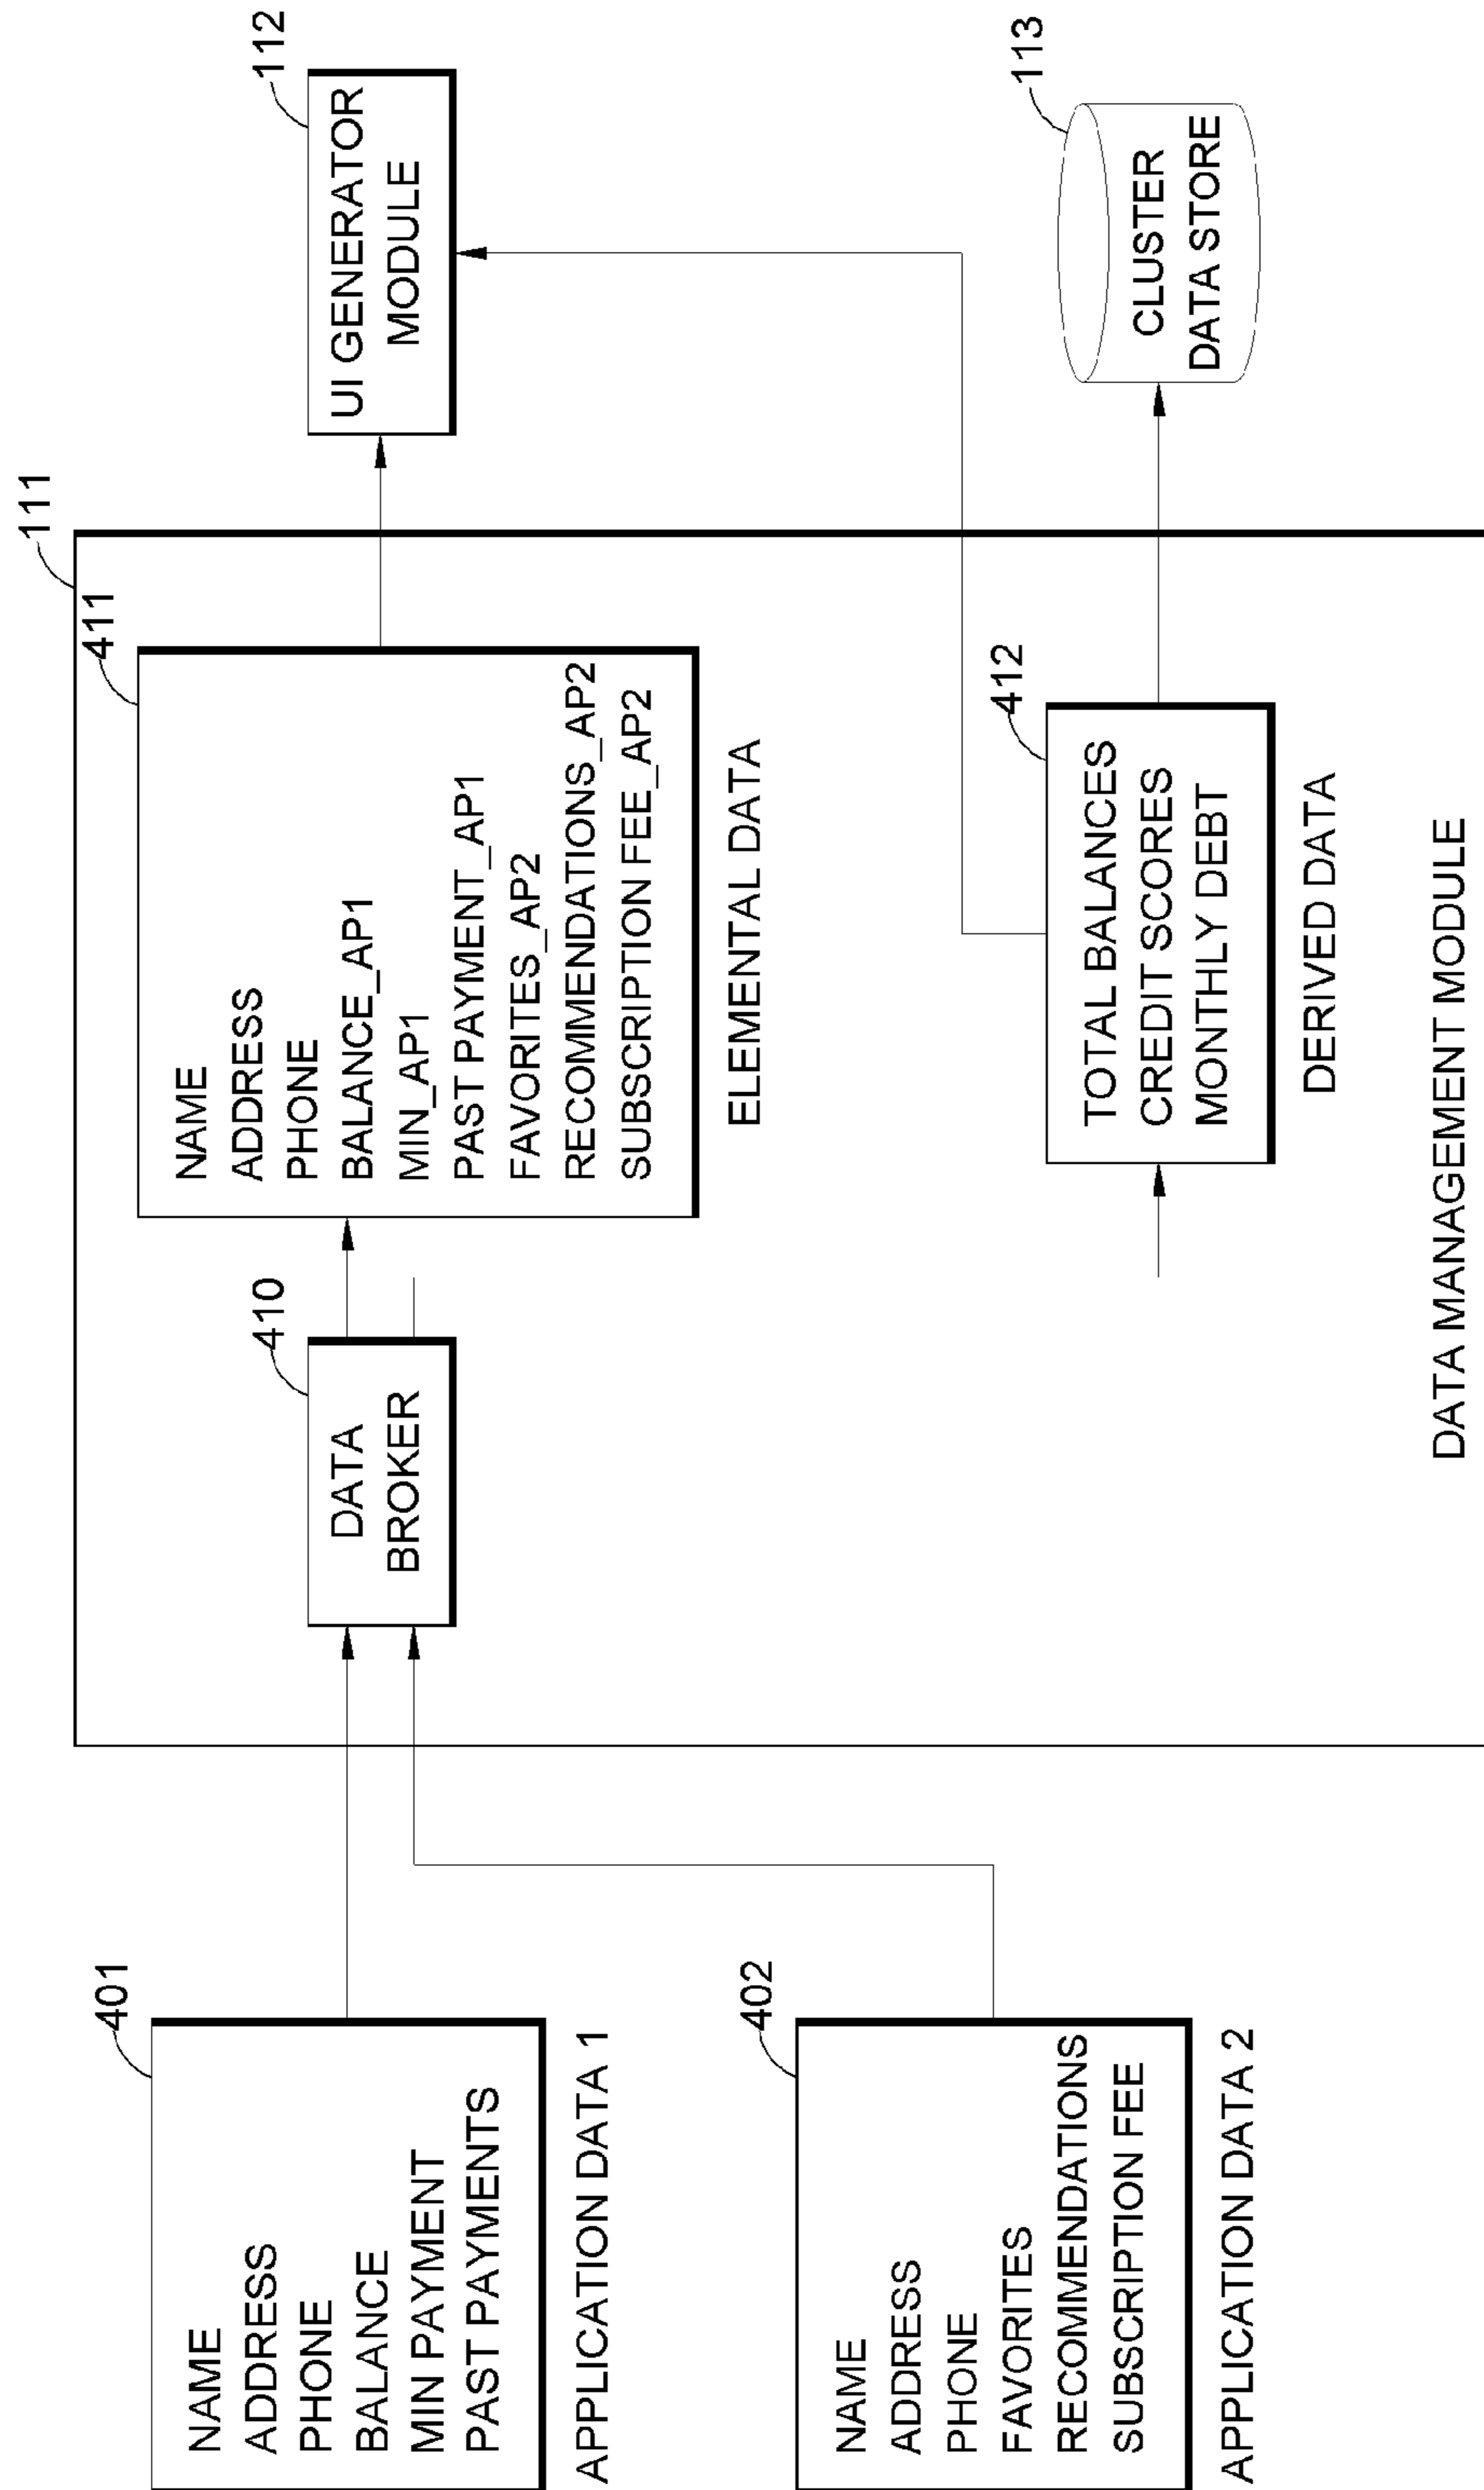 401
NAME
ADDRESS
PHONE
BALANCE
MIN PAYMENT
PAST PAYMENTS
APPLICATION DATA 1
402
NAME
ADDRESS
PHONE
FAVORITES
RECOMMENDATIONS
SUBSCRIPTION FEE
APPLICATION DATA 2
111
410
DATA
BROKER
411
NAME
ADDRESS
PHONE
BALANCE_AP1
MIN_AP1
PAST PAYMENT_AP1
FAVORITES_AP2
RECOMMENDATIONS_AP2
SUBSCRIPTION FEE_AP2
ELEMENTAL DATA
412
TOTAL BALANCES
CREDIT SCORES
MONTHLY DEBT
DERIVED DATA
DATA MANAGEMENT MODULE
112
UI GENERATOR
MODULE
113
CLUSTER
DATA STORE